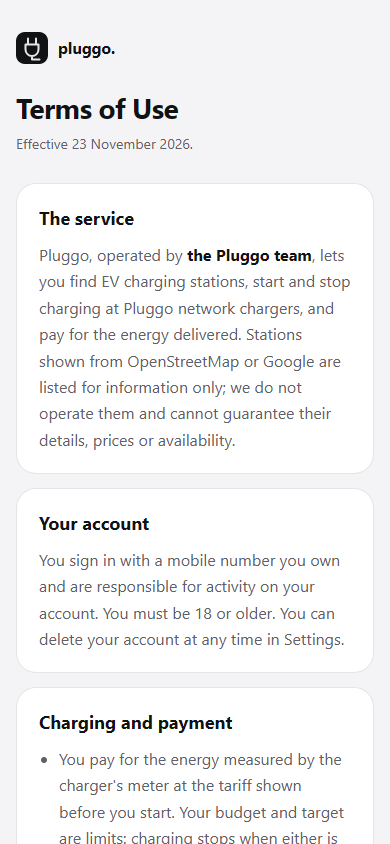 pluggo.
Terms of Use
Effective 23 November 2026.
The service
Pluggo, operated by the Pluggo team, lets
you find EV charging stations, start and stop
charging at Pluggo network chargers, and
pay for the energy delivered. Stations
shown from OpenStreetMap or Google are
listed for information only; we do not
operate them and cannot guarantee their
details, prices or availability.
Your account
You sign in with a mobile number you own
and are responsible for activity on your
account. You must be 18 or older. You can
delete your account at any time in Settings.
Charging and payment
• You pay for the energy measured by the
charger's meter at the tariff shown
before you start. Your budget and target
are limits: charging stops when either is